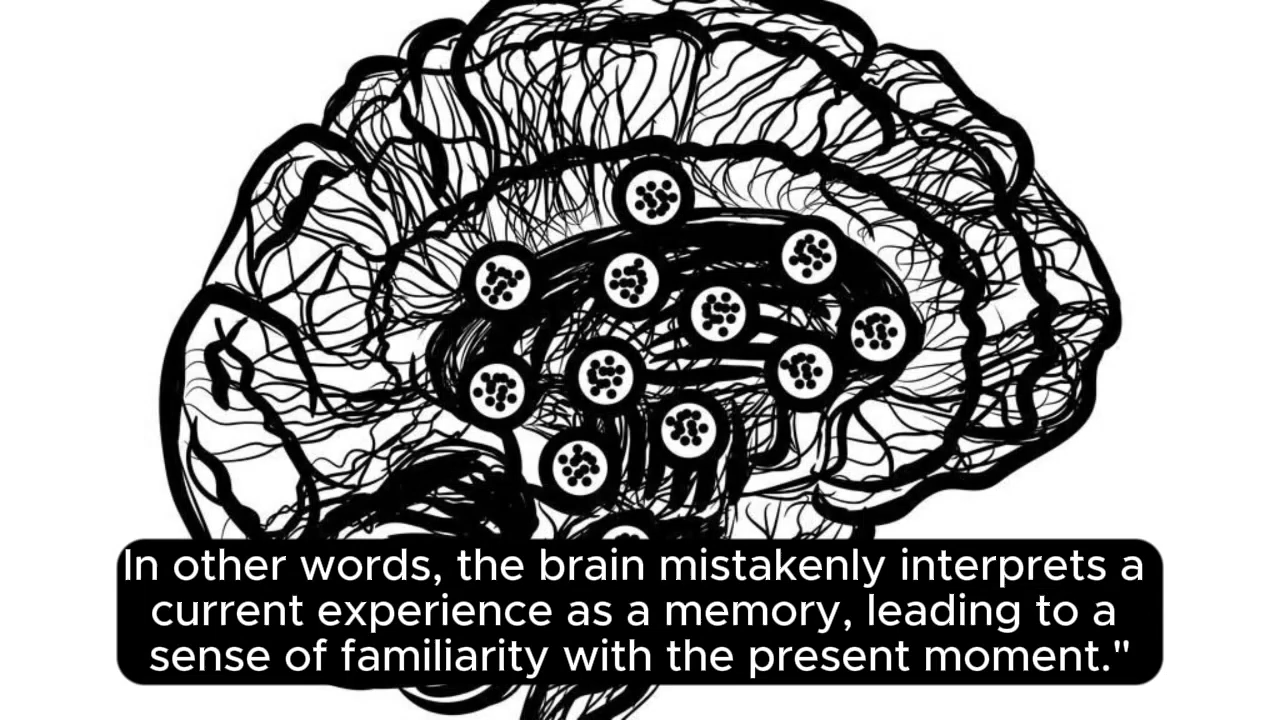 In other words, the brain mistakenly interprets a
current experience as a memory, leading to a
sense of familiarity with the present moment."